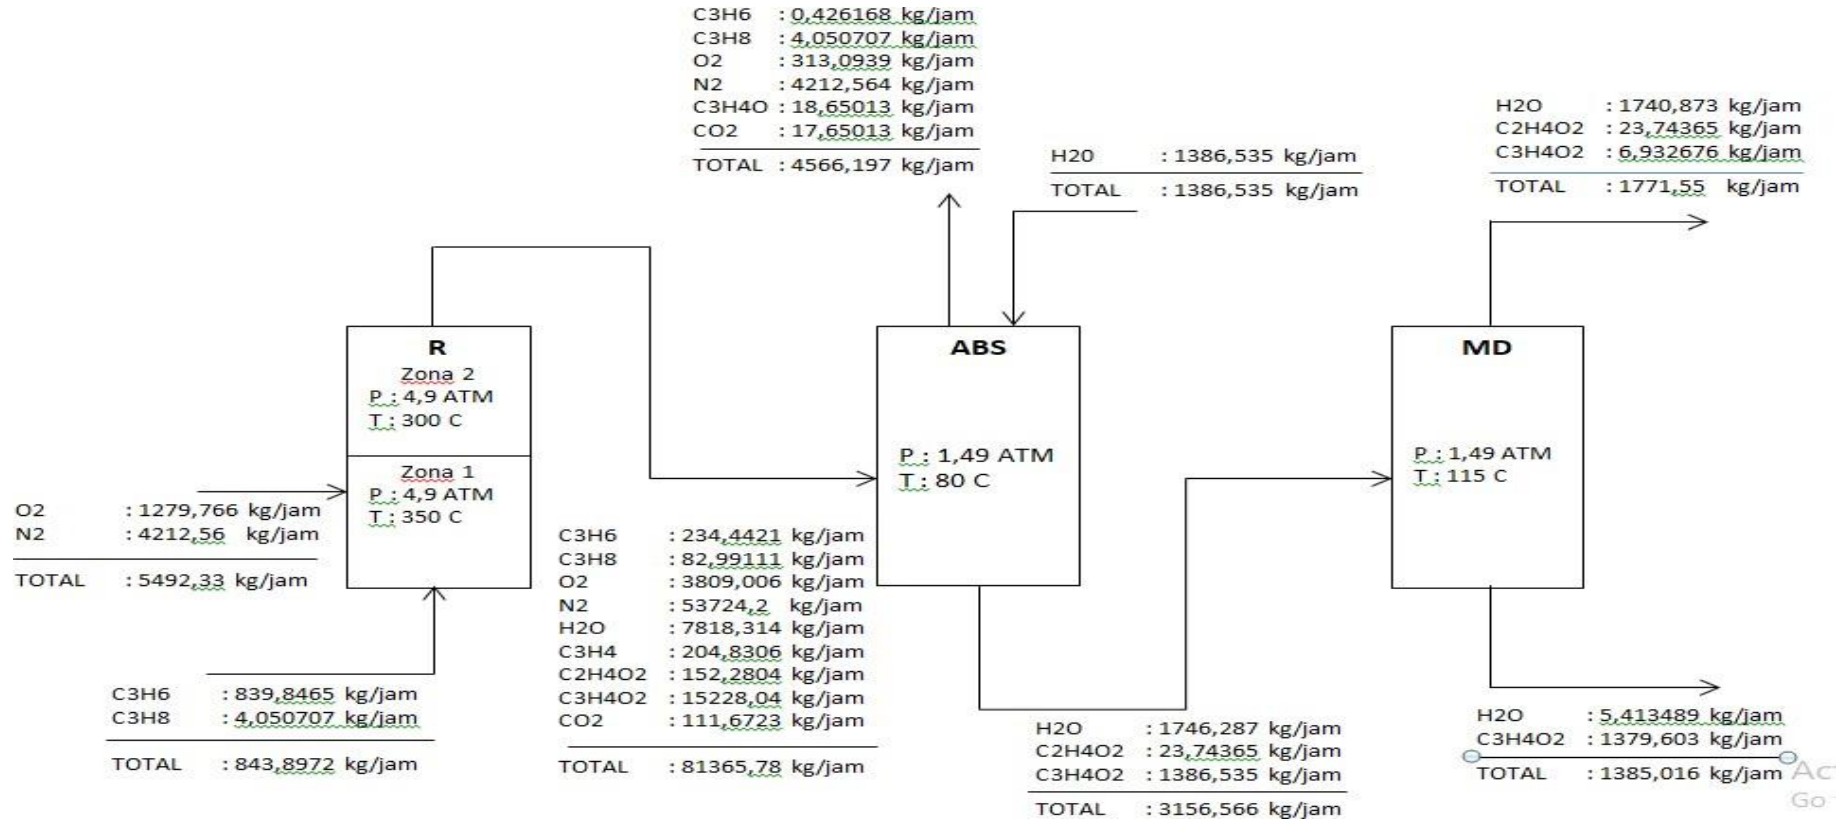 C3H6 : 0,426168 kg/jam
C3H8 : 4,050707 kg/jam
O2 : 313,0939 kg/jam
N2 : 4212,564 kg/jam
C3H4O : 18,65013 kg/jam
CO2 : 17,65013 kg/jam
TOTAL : 4566,197 kg/jam
H20 : 1386,535 kg/jam
TOTAL : 1386,535 kg/jam
H2O : 1740,873 kg/jam
C2H4O2 : 23,74365 kg/jam
C3H4O2 : 6,932676 kg/jam
TOTAL : 1771,55 kg/jam
R
Zona 2
P : 4,9 ATM
T : 300 C
Zona 1
P : 4,9 ATM
T : 350 C
ABS
P : 1,49 ATM
T : 80 C
MD
P : 1,49 ATM
T : 115 C
O2 : 1279,766 kg/jam
N2 : 4212,56 kg/jam
TOTAL : 5492,33 kg/jam
C3H6 : 839,8465 kg/jam
C3H8 : 4,050707 kg/jam
TOTAL : 843,8972 kg/jam
C3H6 : 234,4421 kg/jam
C3H8 : 82,99111 kg/jam
O2 : 3809,006 kg/jam
N2 : 53724,2 kg/jam
H2O : 7818,314 kg/jam
C3H4 : 204,8306 kg/jam
C2H4O2 : 152,2804 kg/jam
C3H4O2 : 15228,04 kg/jam
CO2 : 111,6723 kg/jam
TOTAL : 81365,78 kg/jam
H2O : 1746,287 kg/jam
C2H4O2 : 23,74365 kg/jam
C3H4O2 : 1386,535 kg/jam
TOTAL : 3156,566 kg/jam
H2O : 5,413489 kg/jam
C3H4O2 : 1379,603 kg/jam
TOTAL : 1385,016 kg/jam
Go